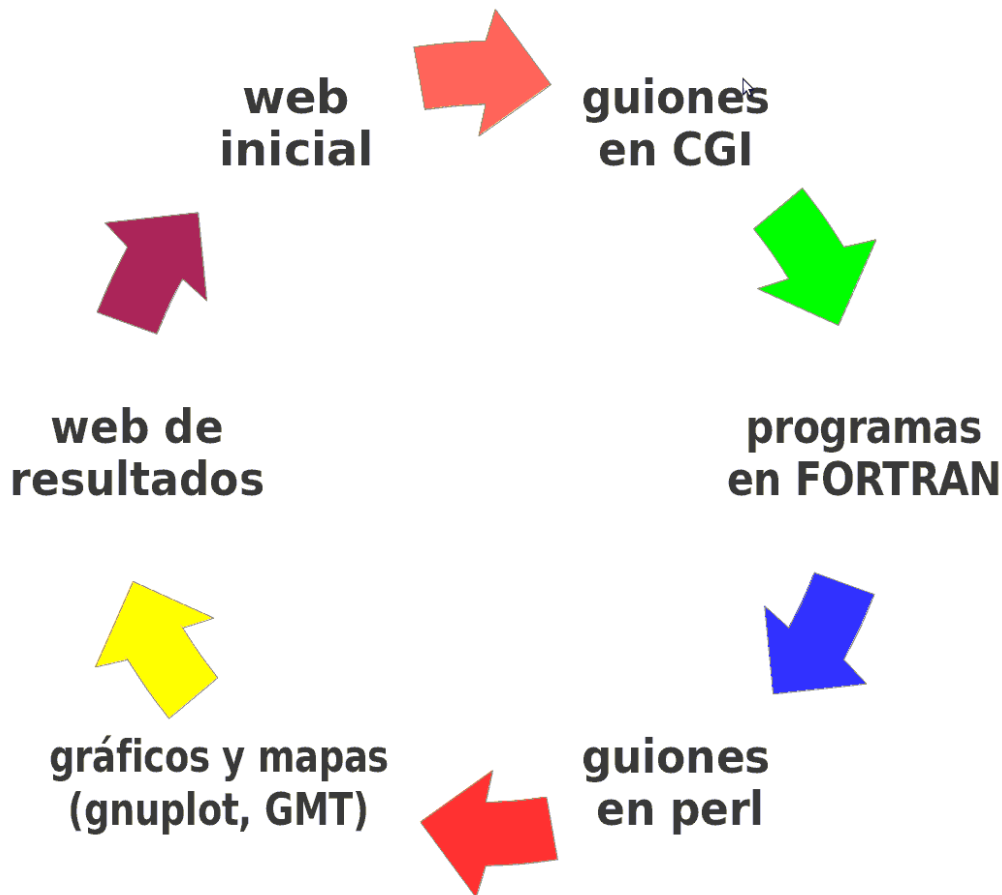 web
inicial
guiones
en CGI
programas
en FORTRAN
guiones
en perl
gráficos y mapas
(gnuplot, GMT)
web de
resultados